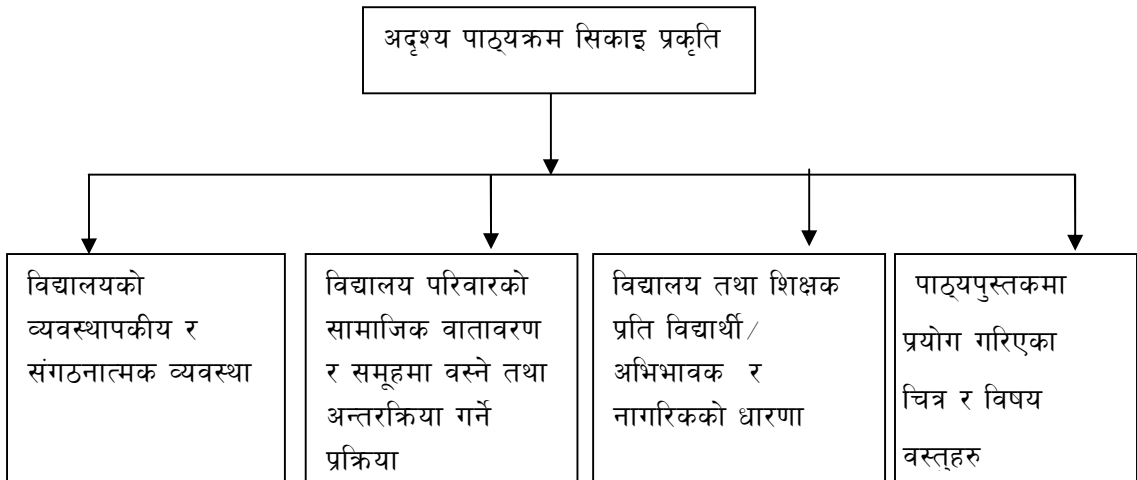 अदृश्य पाठ्यक्रम सिकाइ प्रकृति
विद्यालयको
व्यवस्थापकीय र
संगठनात्मक व्यवस्था
विद्यालय परिवारको
सामाजिक वातावरण
र समूहमा वस्ने तथा
अन्तरक्रिया गर्ने
प्रक्रिया
विद्यालय तथा शिक्षक
प्रति विद्यार्थी/
अभिभावक र
नागरिकको धारणा
पाठ्यपुस्तकमा
प्रयोग गरिएका
चित्र र विषय
वस्तुहरु